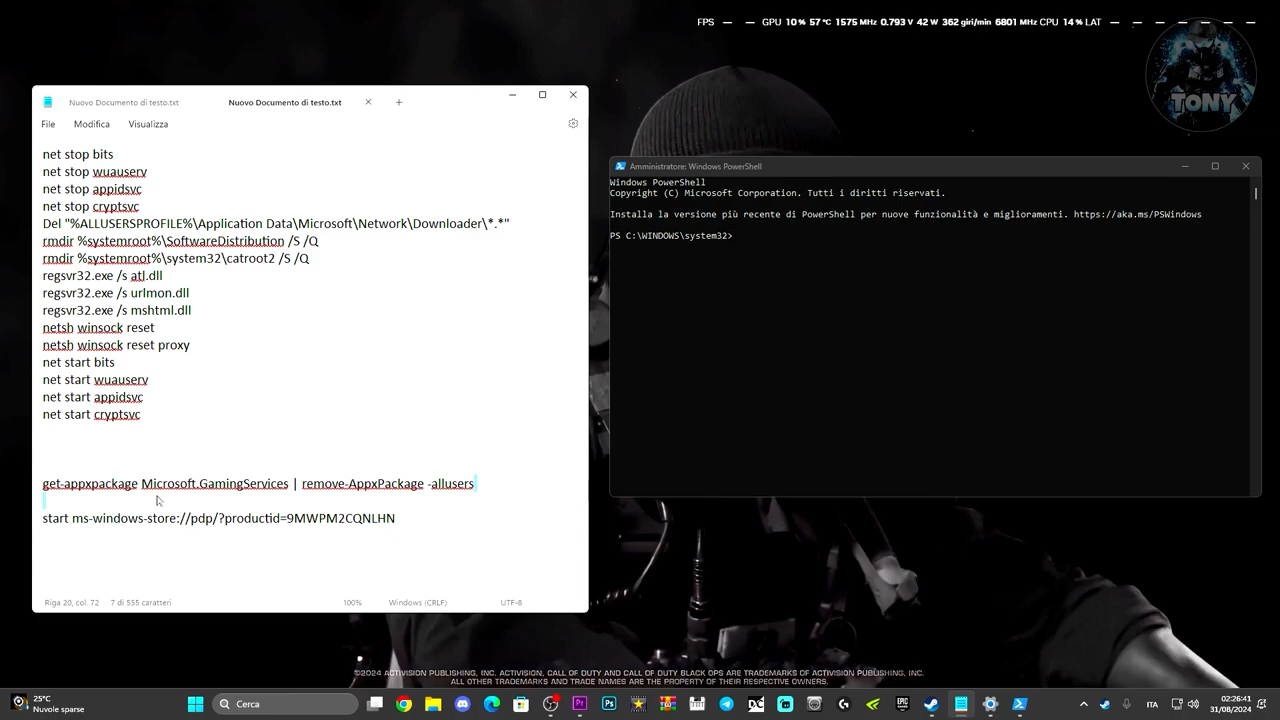 FPS — — GPU 10 % 57 °C 1575 MHz 0.793 V 42 W 362 giri/min 6801 MHz CPU 14 % LAT — — — — — — —
TONY
Nuovo Documento di testo.txt
Nuovo Documento di testo.txt
File
Modifica
Visualizza
net stop bits
net stop wuauserv
net stop appidsvc
net stop cryptsvc
Del "%ALLUSERSPROFILE%\Application Data\Microsoft\Network\Downloader\*.*"
rmdir %systemroot%\SoftwareDistribution /S /Q
rmdir %systemroot%\system32\catroot2 /S /Q
regsvr32.exe /s atl.dll
regsvr32.exe /s urlmon.dll
regsvr32.exe /s mshtml.dll
netsh winsock reset
netsh winsock reset proxy
net start bits
net start wuauserv
net start appidsvc
net start cryptsvc
get-appxpackage Microsoft.GamingServices | remove-AppxPackage -allusers
start ms-windows-store://pdp/?productid=9MWPM2CQNLHN
Riga 20, col. 72
7 di 555 caratteri
100%
Windows (CRLF)
UTF-8
Amministratore: Windows PowerShell
Windows PowerShell
Copyright (C) Microsoft Corporation. Tutti i diritti riservati.
Installa la versione più recente di PowerShell per nuove funzionalità e miglioramenti. https://aka.ms/PSWindows
PS C:\WINDOWS\system32>
©2024 ACTIVISION PUBLISHING, INC. ACTIVISION, CALL OF DUTY AND CALL OF DUTY BLACK OPS ARE TRADEMARKS OF ACTIVISION PUBLISHING, INC.
ALL OTHER TRADEMARKS AND TRADE NAMES ARE THE PROPERTY OF THEIR RESPECTIVE OWNERS.
25°C
Nuvole sparse
Cerca
Pr
Ps
TM
DC
EPIC
GAMES
ITA
02:26:41
31/08/2024